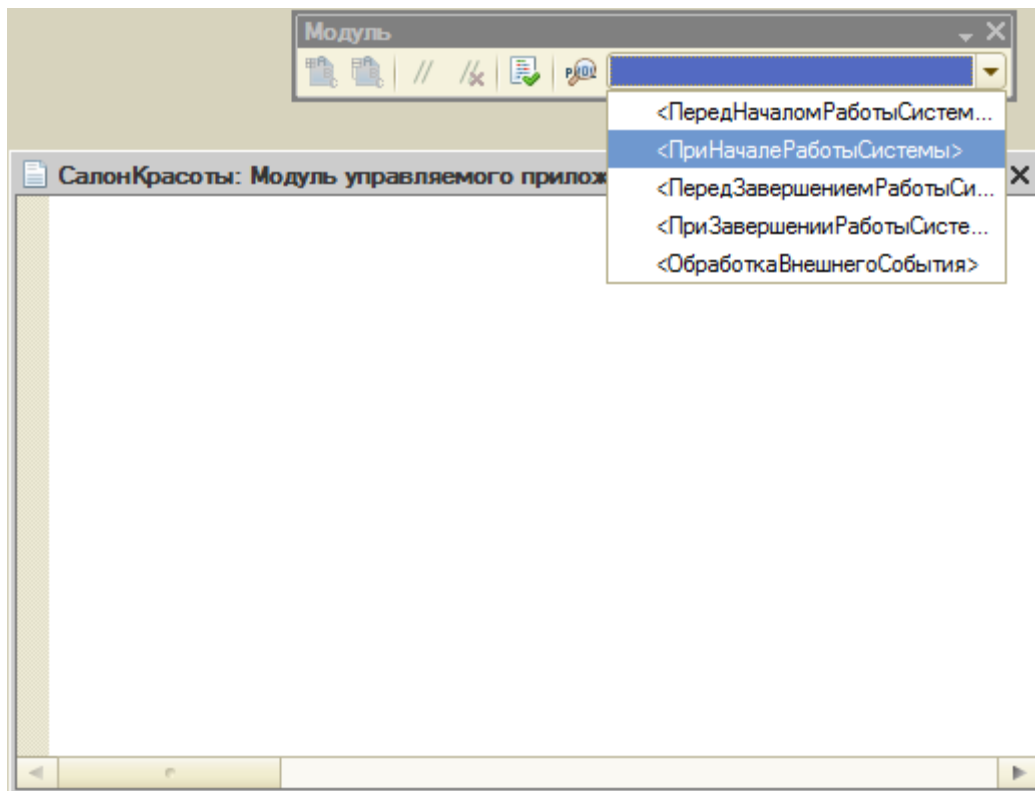 Модуль
<ПередНачаломРаботыСистем...
<ПриНачалеРаботыСистемы>
СалонКрасоты: Модуль управляемого прилож
<ПередЗавершениемРаботыСи...
<ПриЗавершенииРаботыСисте...
<ОбработкаВнешнегоСобытия>